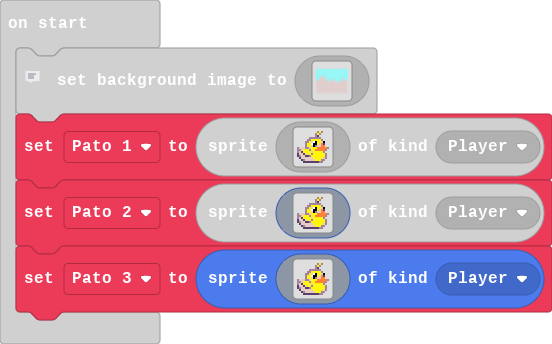 on start
set background image to
set Pato 1 to sprite of kind Player
set Pato 2 to sprite of kind Player
set Pato 3 to sprite of kind Player